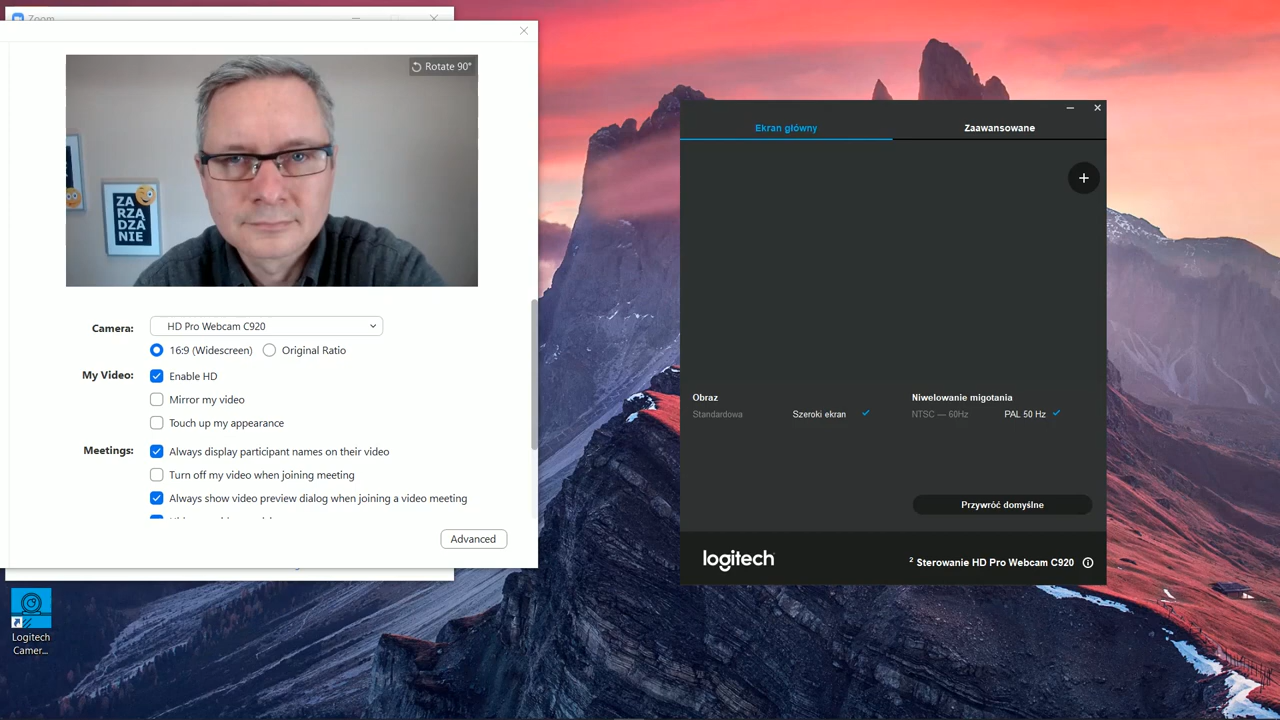 Zoom
Rotate 90°
ZA
RZĄ
DZA
NIE
Camera:
HD Pro Webcam C920
16:9 (Widescreen)
Original Ratio
My Video:
Enable HD
Mirror my video
Touch up my appearance
Meetings:
Always display participant names on their video
Turn off my video when joining meeting
Always show video preview dialog when joining a video meeting
Advanced
Logitech
Camer...
Ekran główny
Zaawansowane
Obraz
Standardowa
Szeroki ekran
Niwelowanie migotania
NTSC — 60Hz
PAL 50 Hz
Przywróć domyślne
logitech
² Sterowanie HD Pro Webcam C920